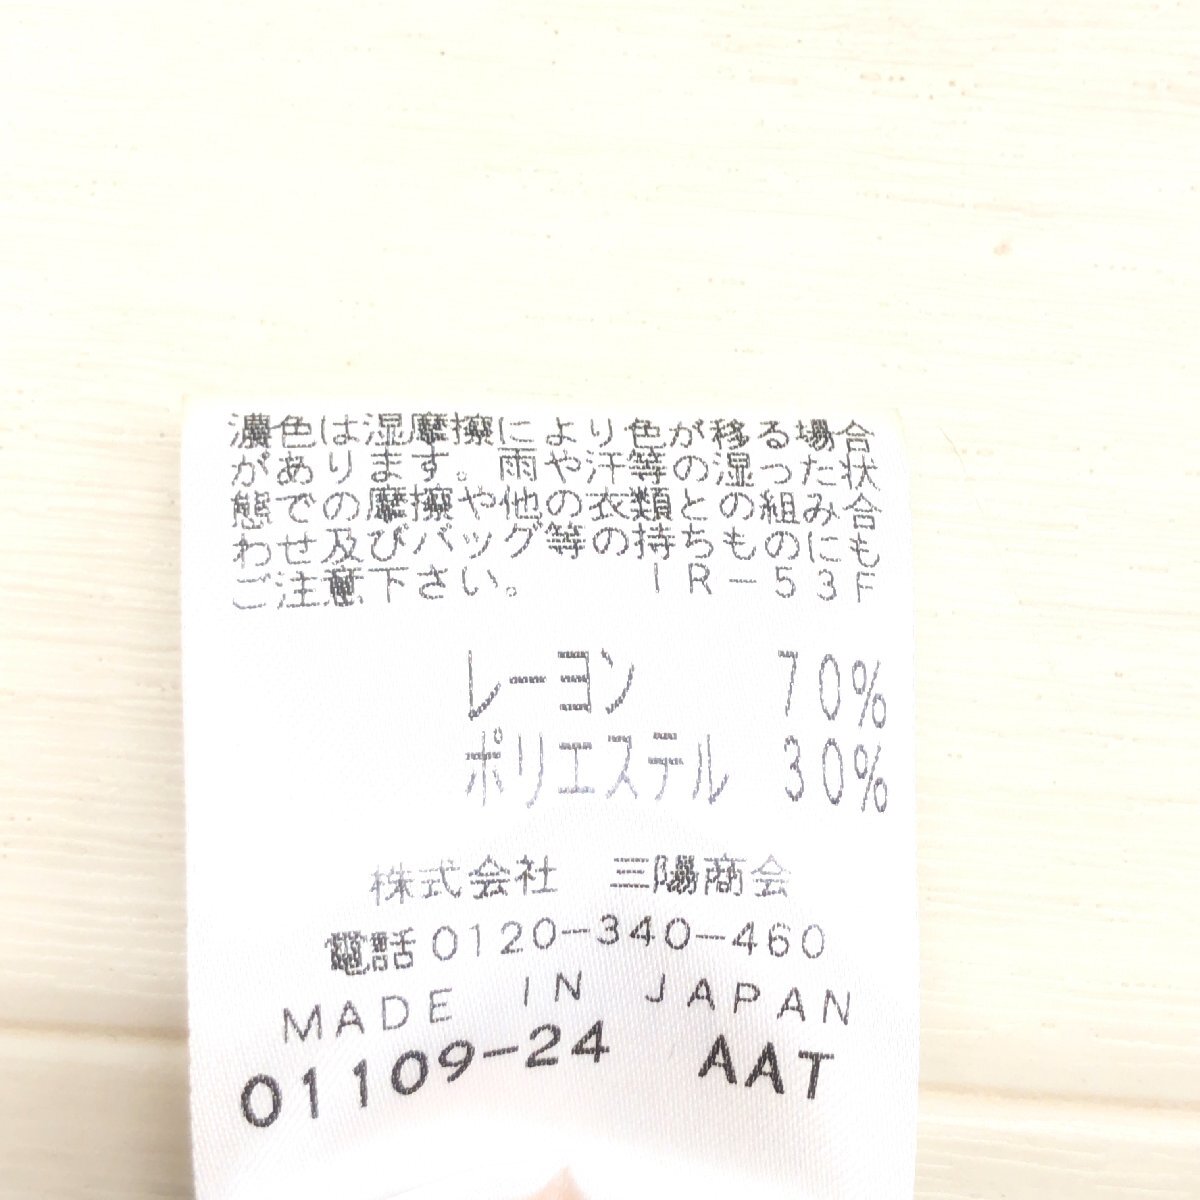 濃色は湿摩擦により色が移る場合
があります。雨や汗等の湿った状
態での摩擦や他の衣類との組み合
わせ及びバッグ等の持ちものにも
ご注意下さい。　　　IR-53F
レーヨン　70%
ポリエステル　30%
株式会社　三陽商会
電話0120-340-460
MADE IN JAPAN
01109-24　AAT